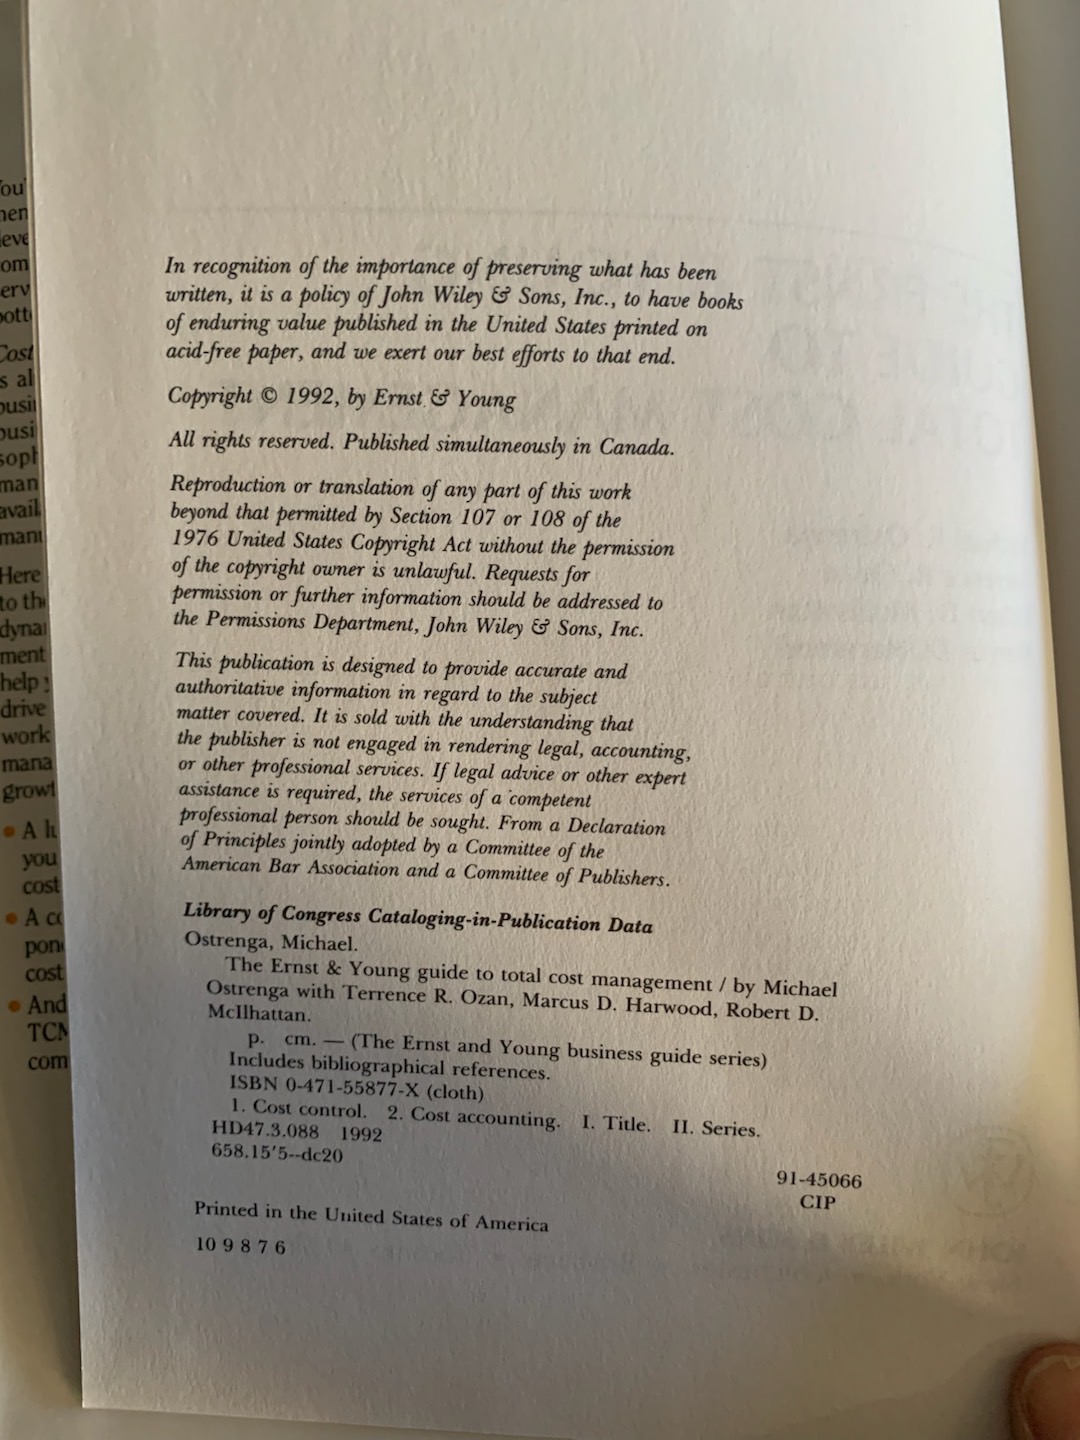 In recognition of the importance of preserving what has been
written, it is a policy of John Wiley & Sons, Inc., to have books
of enduring value published in the United States printed on
acid-free paper, and we exert our best efforts to that end.
Copyright © 1992, by Ernst & Young
All rights reserved. Published simultaneously in Canada.
Reproduction or translation of any part of this work
beyond that permitted by Section 107 or 108 of the
1976 United States Copyright Act without the permission
of the copyright owner is unlawful. Requests for
permission or further information should be addressed to
the Permissions Department, John Wiley & Sons, Inc.
This publication is designed to provide accurate and
authoritative information in regard to the subject
matter covered. It is sold with the understanding that
the publisher is not engaged in rendering legal, accounting,
or other professional services. If legal advice or other expert
assistance is required, the services of a competent
professional person should be sought. From a Declaration
of Principles jointly adopted by a Committee of the
American Bar Association and a Committee of Publishers.
Library of Congress Cataloging-in-Publication Data
Ostrenga, Michael.
The Ernst & Young guide to total cost management / by Michael
Ostrenga with Terrence R. Ozan, Marcus D. Harwood, Robert D.
McIlhattan.
p. cm. — (The Ernst and Young business guide series)
Includes bibliographical references.
ISBN 0-471-55877-X (cloth)
1. Cost control. 2. Cost accounting. I. Title. II. Series.
HD47.3.088 1992
658.15'5--dc20
91-45066
CIP
Printed in the United States of America
10 9 8 7 6
Cost
Here
work
you
cost
cost
And